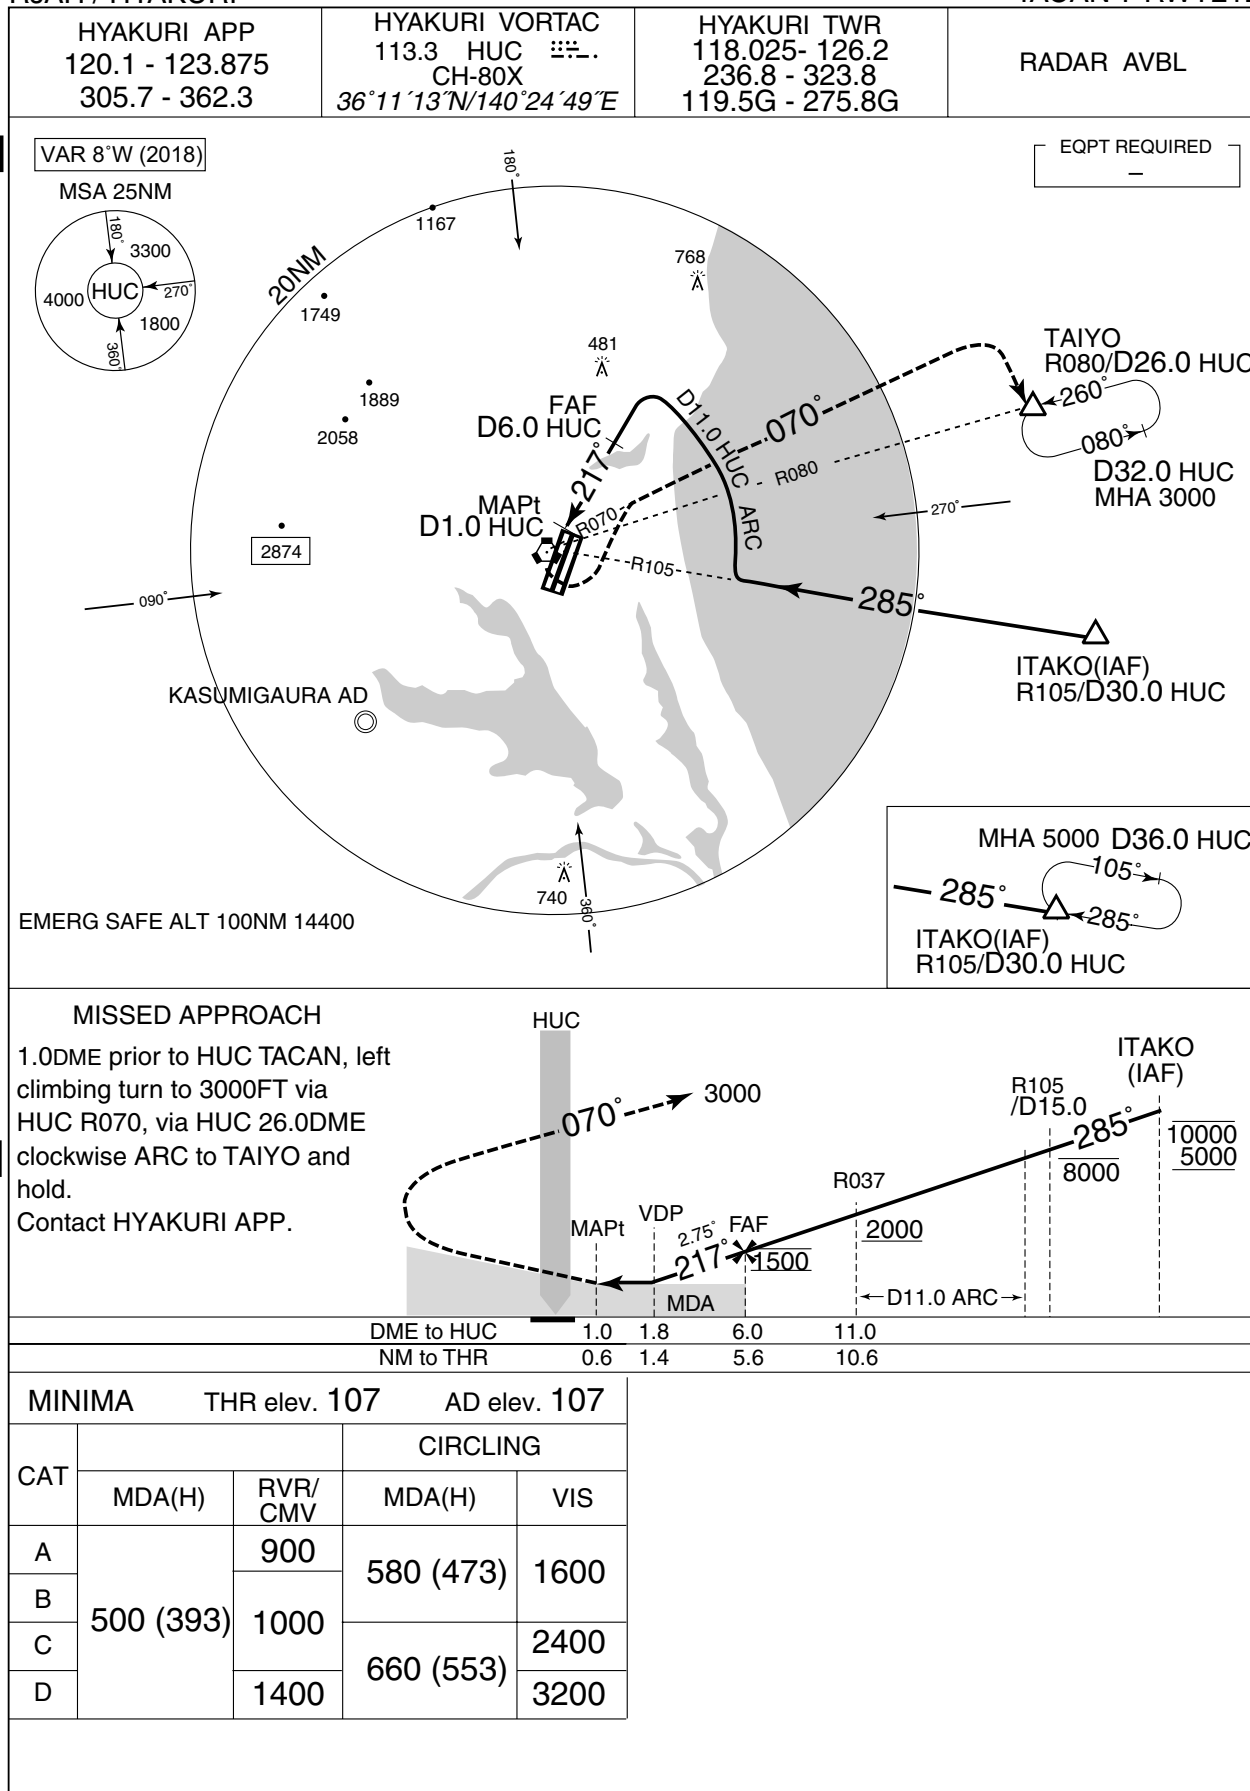 HYAKURI APP
120.1 - 123.875
305.7 - 362.3
HYAKURI VORTAC
113.3 HUC
CH-80X
36°11´13˝N/140°24´49˝E
HYAKURI TWR
118.025- 126.2
236.8 - 323.8
119.5G - 275.8G
RADAR AVBL
VAR 8°W (2018)
MSA 25NM
180°
3300
4000
HUC
270°
1800
360°
EQPT REQUIRED
–
180°
1167
20NM
768
1749
481
1889
2058
TAIYO
R080/D26.0 HUC
260°
080°
D32.0 HUC
MHA 3000
FAF
D6.0 HUC
D11.0 HUC ARC
070°
217°
R080
MAPt
D1.0 HUC
R070
270°
2874
R105
090°
285°
ITAKO(IAF)
R105/D30.0 HUC
KASUMIGAURA AD
740
360°
EMERG SAFE ALT 100NM 14400
MHA 5000 D36.0 HUC
105°
285°
285°
ITAKO(IAF)
R105/D30.0 HUC
MISSED APPROACH
1.0DME prior to HUC TACAN, left
climbing turn to 3000FT via
HUC R070, via HUC 26.0DME
clockwise ARC to TAIYO and
hold.
Contact HYAKURI APP.
HUC
070°
3000
ITAKO
(IAF)
R105
/D15.0
285°
10000
5000
8000
R037
2000
MAPt
VDP
2.75°
FAF
217°
1500
MDA
D11.0 ARC
DME to HUC 1.0 1.8 6.0 11.0
NM to THR 0.6 1.4 5.6 10.6
MINIMA THR elev. 107 AD elev. 107
CAT
CIRCLING
MDA(H)
RVR/
CMV
MDA(H)
VIS
A
900
580 (473)
1600
B
500 (393)
1000
C
660 (553)
2400
D
1400
3200